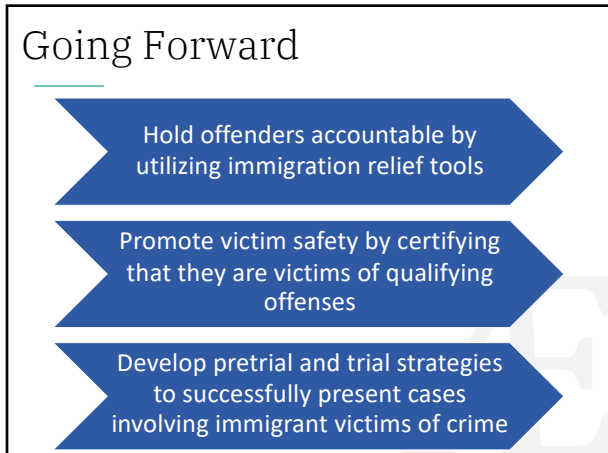 Going Forward
Hold offenders accountable by
utilizing immigration relief tools
Promote victim safety by certifying
that they are victims of qualifying
offenses
Develop pretrial and trial strategies
to successfully present cases
involving immigrant victims of crime
Æ